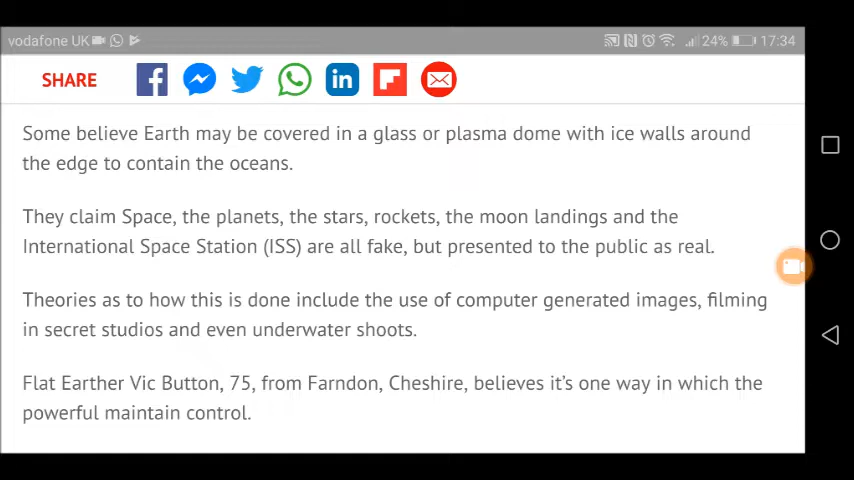 vodafone UK 24% 17:34
SHARE
Some believe Earth may be covered in a glass or plasma dome with ice walls around
the edge to contain the oceans.
They claim Space, the planets, the stars, rockets, the moon landings and the
International Space Station (ISS) are all fake, but presented to the public as real.
Theories as to how this is done include the use of computer generated images, filming
in secret studios and even underwater shoots.
Flat Earther Vic Button, 75, from Farndon, Cheshire, believes it’s one way in which the
powerful maintain control.